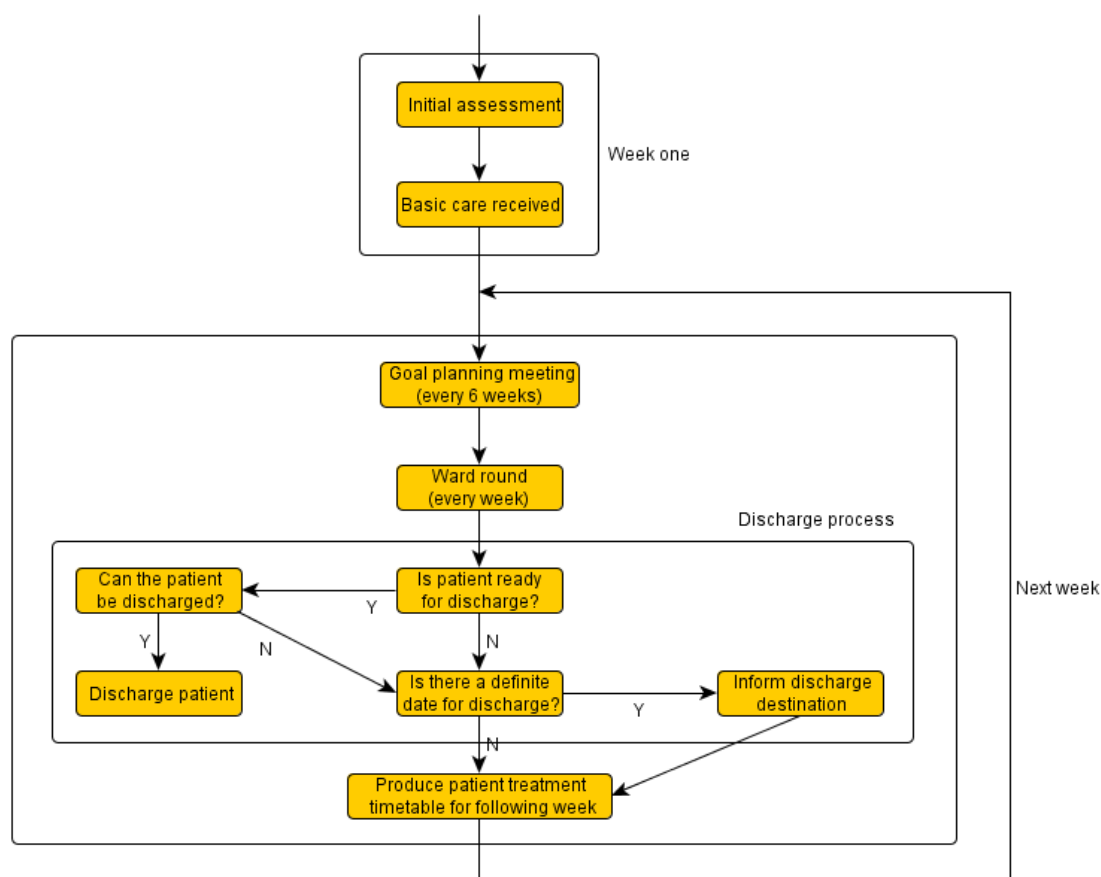 Initial assessment
Week one
Basic care received
Goal planning meeting
(every 6 weeks)
Ward round
(every week)
Discharge process
Can the patient
be discharged?
Is patient ready
for discharge?
Next week
Y
Y
N
N
Discharge patient
Is there a definite
date for discharge?
Y
Inform discharge
destination
N
Produce patient treatment
timetable for following week